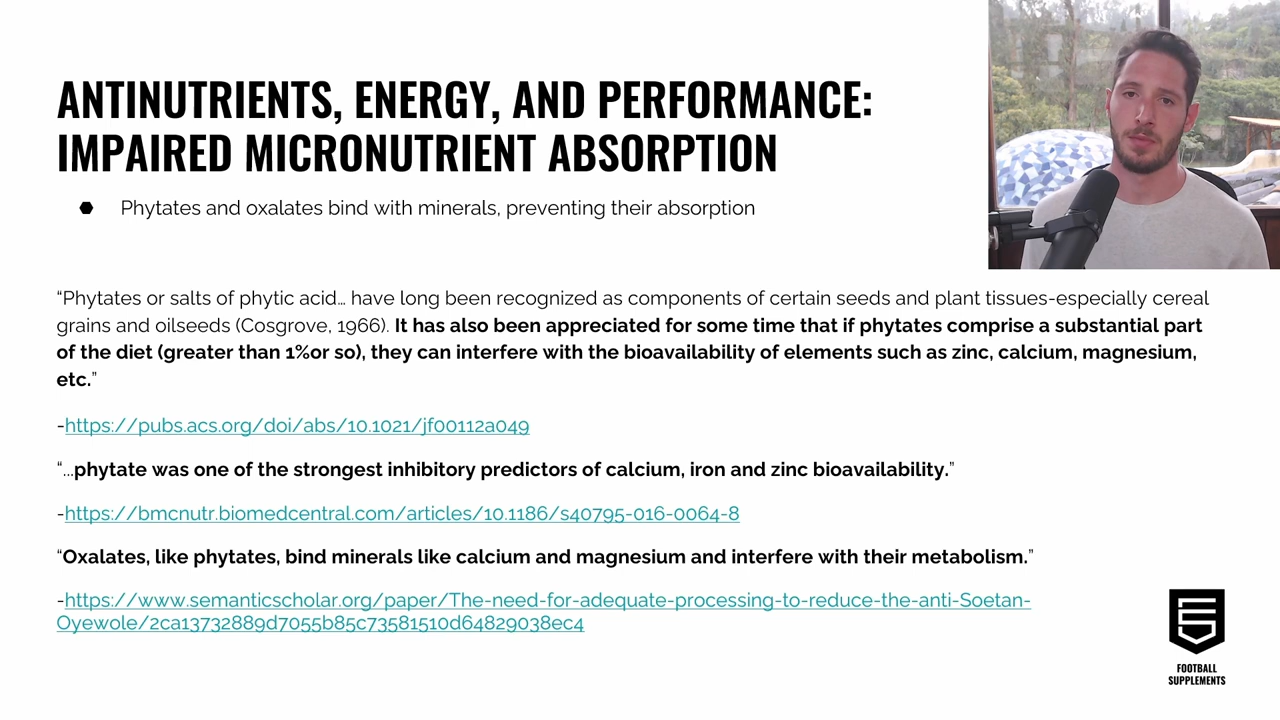 ANTINUTRIENTS, ENERGY, AND PERFORMANCE:
IMPAIRED MICRONUTRIENT ABSORPTION
Phytates and oxalates bind with minerals, preventing their absorption
“Phytates or salts of phytic acid… have long been recognized as components of certain seeds and plant tissues-especially cereal
grains and oilseeds (Cosgrove, 1966). It has also been appreciated for some time that if phytates comprise a substantial part
of the diet (greater than 1%or so), they can interfere with the bioavailability of elements such as zinc, calcium, magnesium,
etc.”
-https://pubs.acs.org/doi/abs/10.1021/jf00112a049
“...phytate was one of the strongest inhibitory predictors of calcium, iron and zinc bioavailability.”
-https://bmcnutr.biomedcentral.com/articles/10.1186/s40795-016-0064-8
“Oxalates, like phytates, bind minerals like calcium and magnesium and interfere with their metabolism.”
-https://www.semanticscholar.org/paper/The-need-for-adequate-processing-to-reduce-the-anti-Soetan-
Oyewole/2ca13732889d7055b85c73581510d64829038ec4
FOOTBALL
SUPPLEMENTS